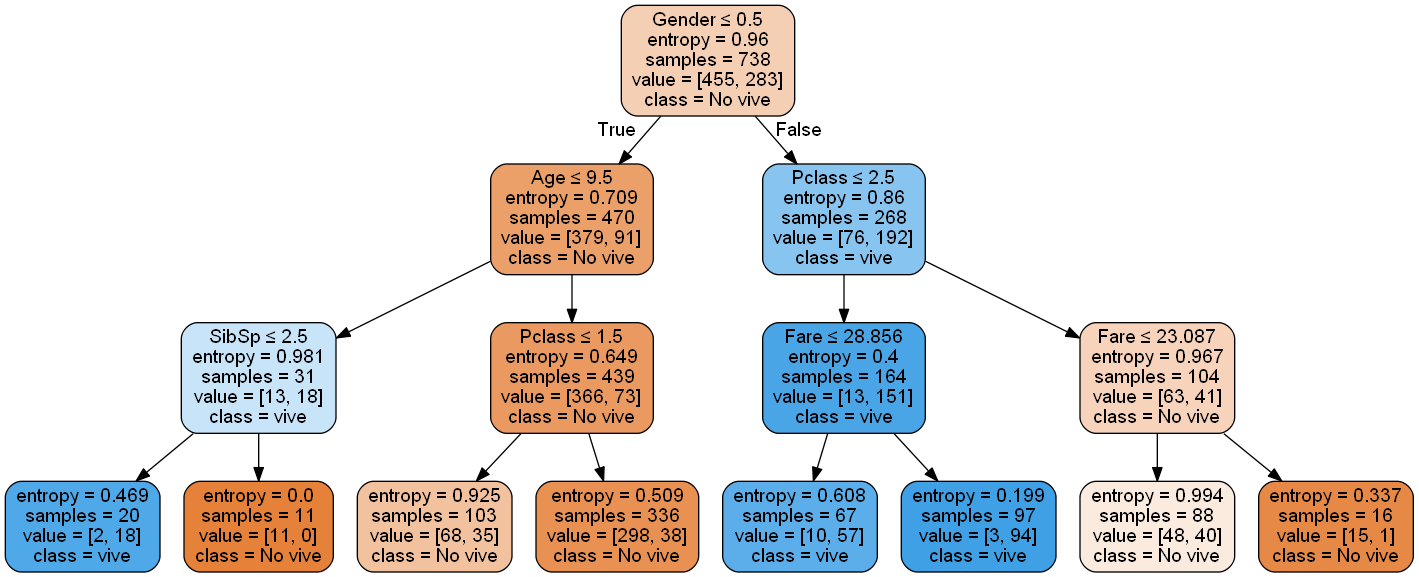 Gender ≤ 0.5
entropy = 0.96
samples = 738
value = [455, 283]
class = No vive
True
False
Age ≤ 9.5
entropy = 0.709
samples = 470
value = [379, 91]
class = No vive
Pclass ≤ 2.5
entropy = 0.86
samples = 268
value = [76, 192]
class = vive
SibSp ≤ 2.5
entropy = 0.981
samples = 31
value = [13, 18]
class = vive
Pclass ≤ 1.5
entropy = 0.649
samples = 439
value = [366, 73]
class = No vive
Fare ≤ 28.856
entropy = 0.4
samples = 164
value = [13, 151]
class = vive
Fare ≤ 23.087
entropy = 0.967
samples = 104
value = [63, 41]
class = No vive
entropy = 0.469
samples = 20
value = [2, 18]
class = vive
entropy = 0.0
samples = 11
value = [11, 0]
class = No vive
entropy = 0.925
samples = 103
value = [68, 35]
class = No vive
entropy = 0.509
samples = 336
value = [298, 38]
class = No vive
entropy = 0.608
samples = 67
value = [10, 57]
class = vive
entropy = 0.199
samples = 97
value = [3, 94]
class = vive
entropy = 0.994
samples = 88
value = [48, 40]
class = No vive
entropy = 0.337
samples = 16
value = [15, 1]
class = No vive